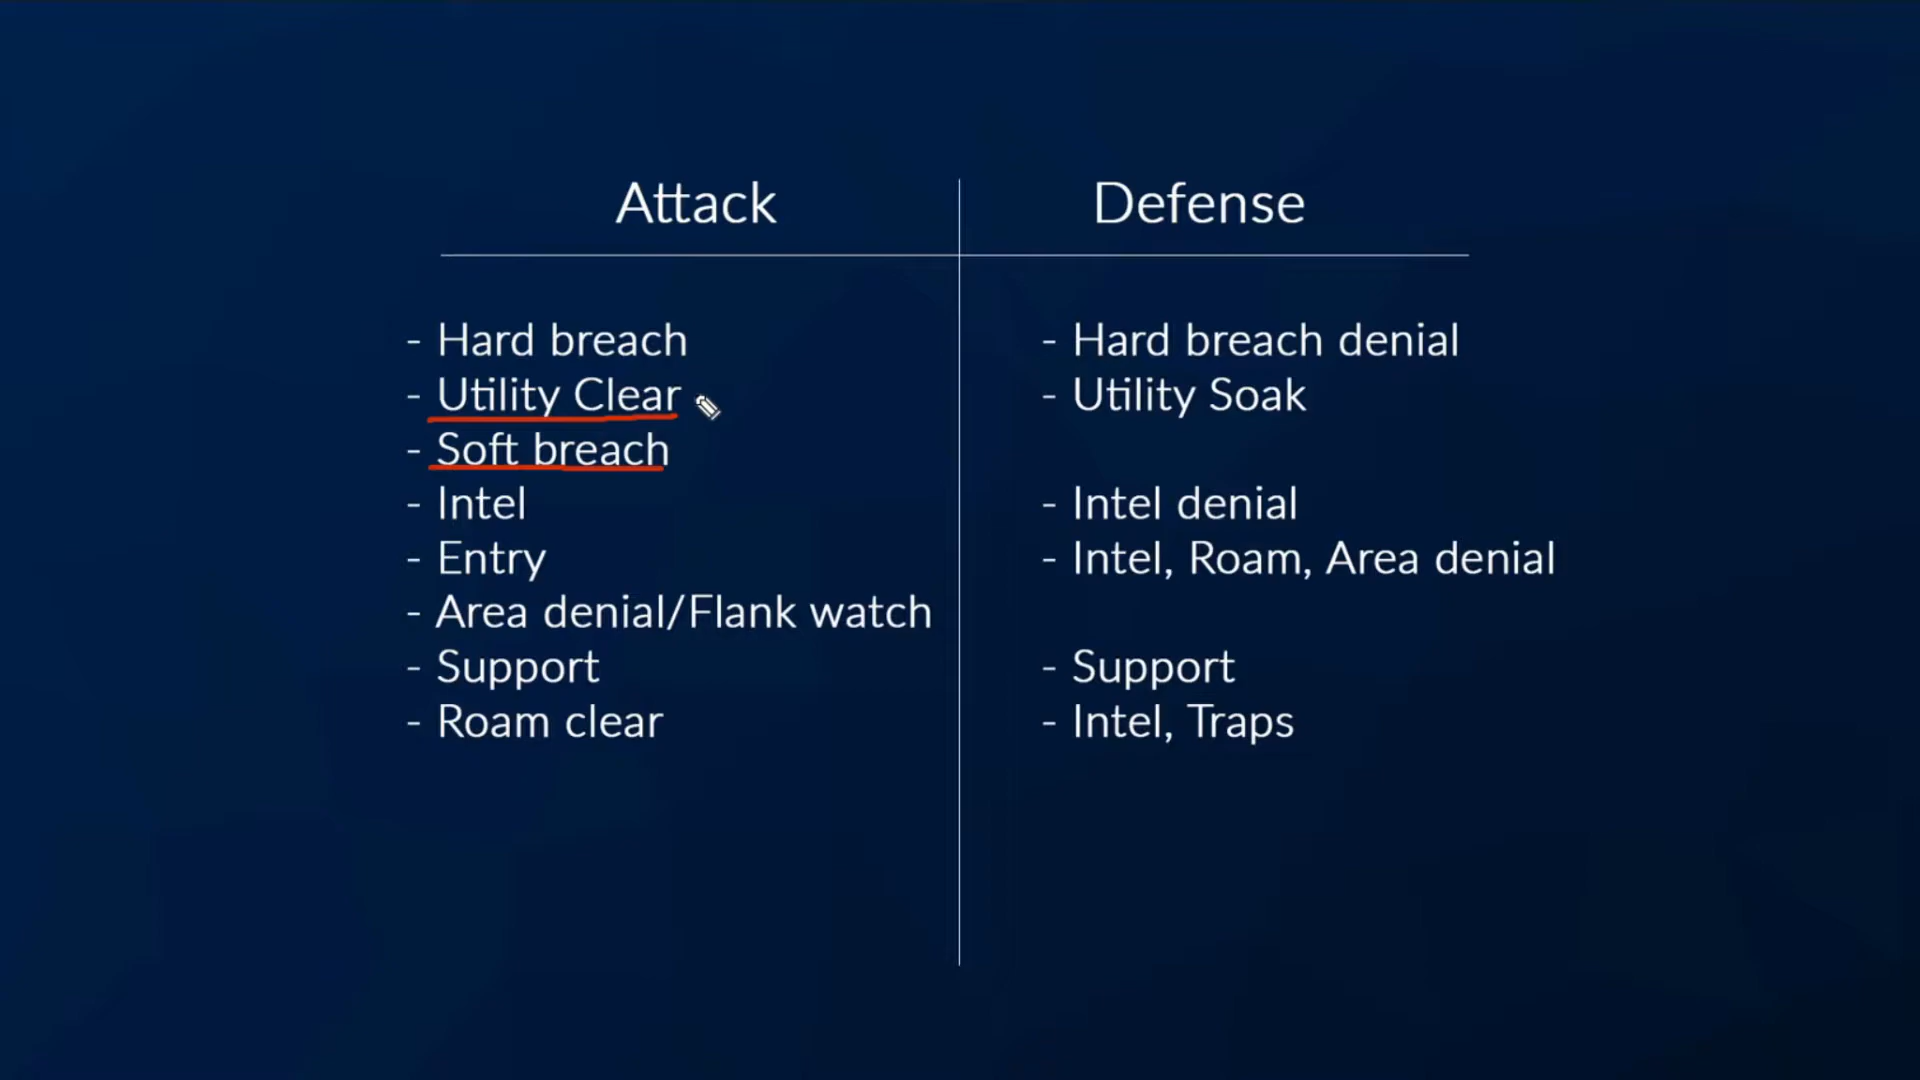 Attack
Defense
- Hard breach
- Utility Clear
- Soft breach
- Intel
- Entry
- Area denial/Flank watch
- Support
- Roam clear
- Hard breach denial
- Utility Soak
- Intel denial
- Intel, Roam, Area denial
- Support
- Intel, Traps